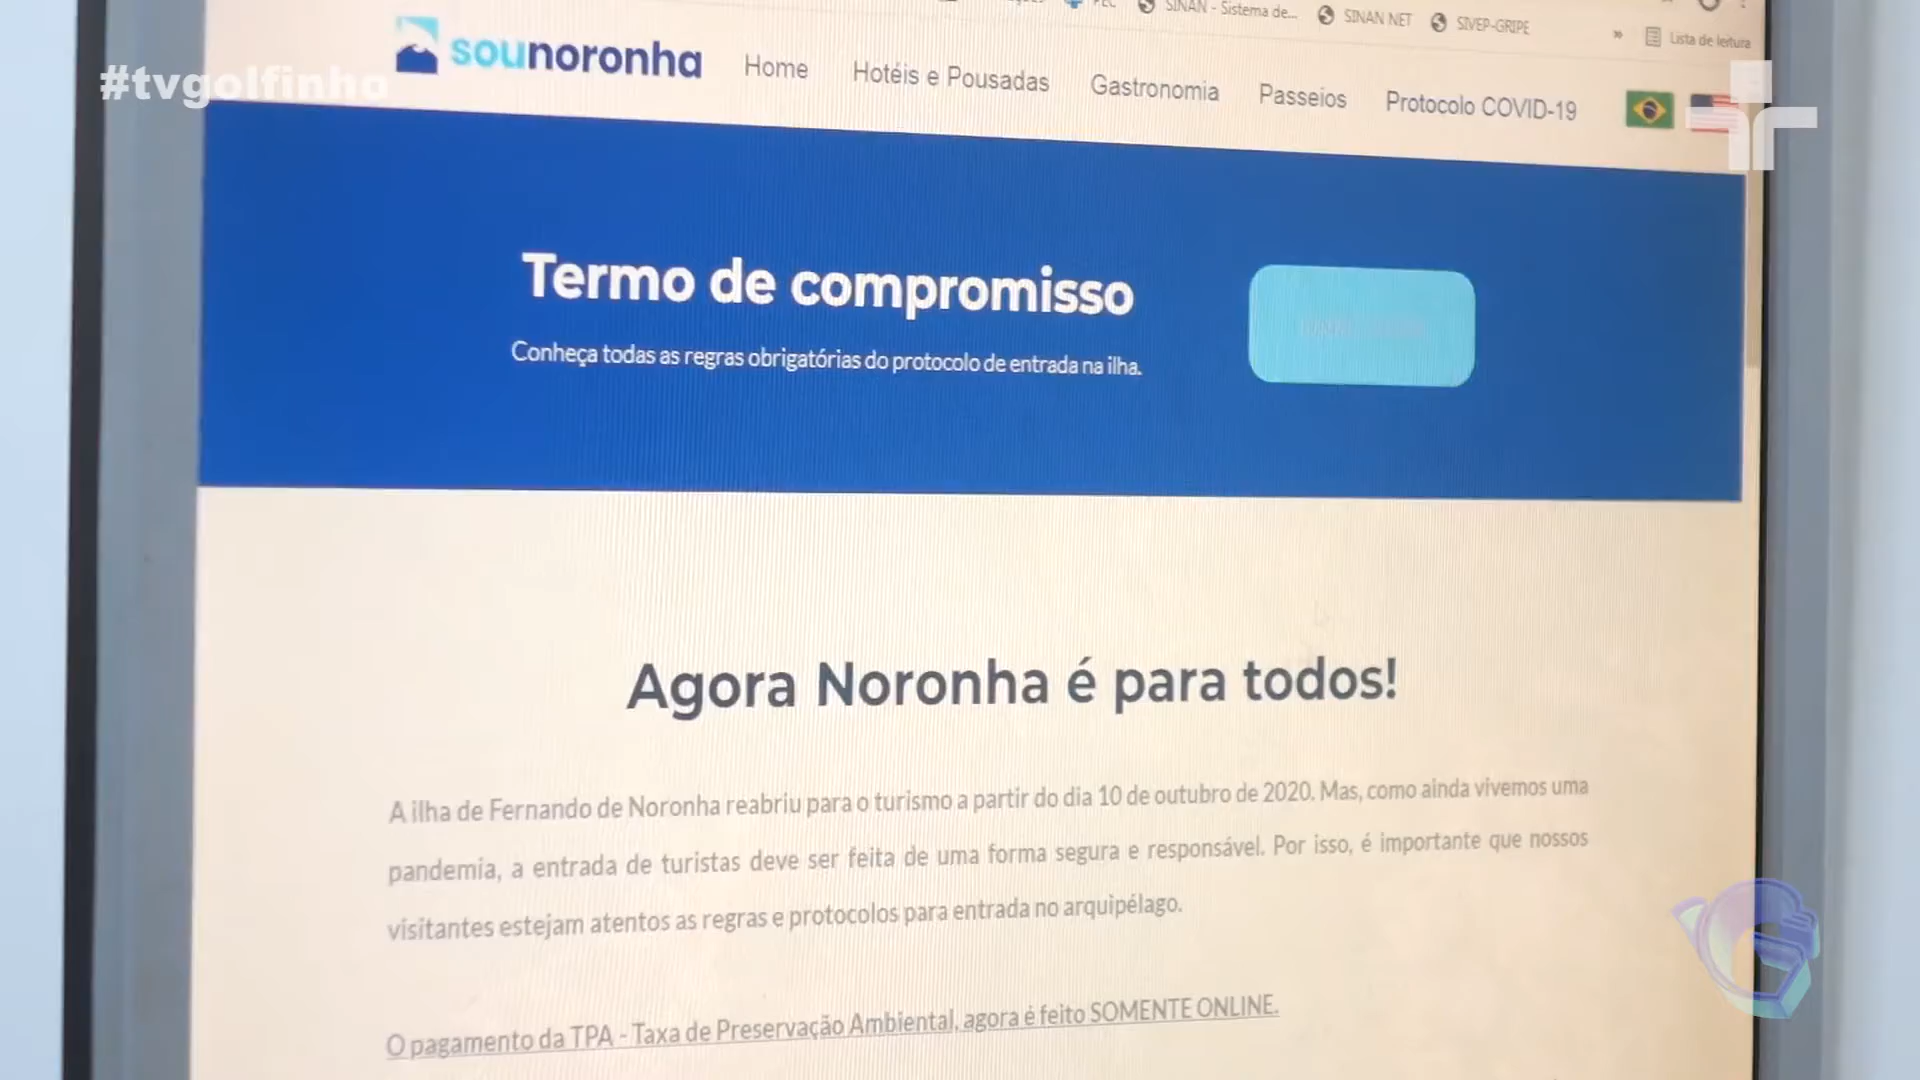 SINAN - Sistema de... SINAN NET SIVEP-GRIPE
» Lista de leitura
#tvgolfinho
sounoronha Home Hotéis e Pousadas Gastronomia Passeios Protocolo COVID-19
Termo de compromisso
Conheça todas as regras obrigatórias do protocolo de entrada na ilha.
Agora Noronha é para todos!
A ilha de Fernando de Noronha reabriu para o turismo a partir do dia 10 de outubro de 2020. Mas, como ainda vivemos uma
pandemia, a entrada de turistas deve ser feita de uma forma segura e responsável. Por isso, é importante que nossos
visitantes estejam atentos as regras e protocolos para entrada no arquipélago.
O pagamento da TPA - Taxa de Preservação Ambiental, agora é feito SOMENTE ONLINE.